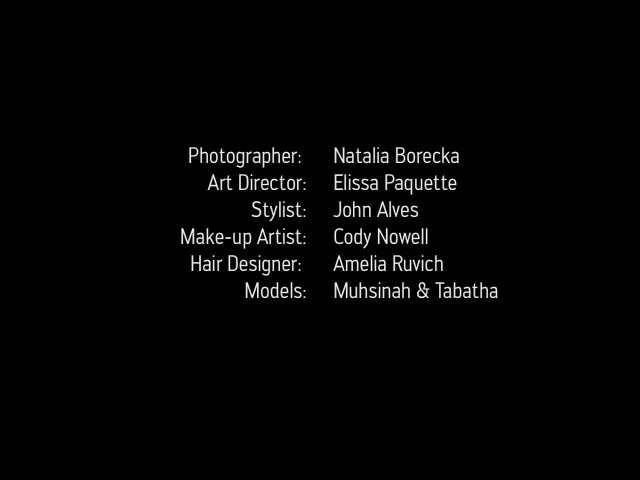 Photographer: Natalia Borecka
Art Director: Elissa Paquette
Stylist: John Alves
Make-up Artist: Cody Nowell
Hair Designer: Amelia Ruvich
Models: Muhsinah & Tabatha